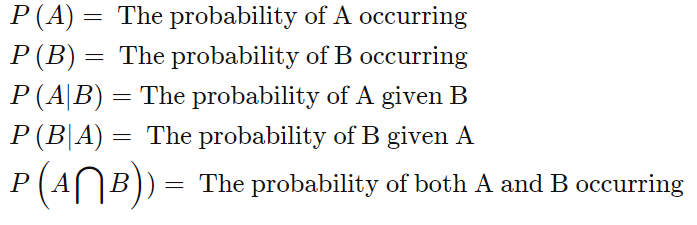 P (A) = The probability of A occurring
P (B) = The probability of B occurring
P (A|B) = The probability of A given B
P (B|A) = The probability of B given A
P (A⋂B)) = The probability of both A and B occurring